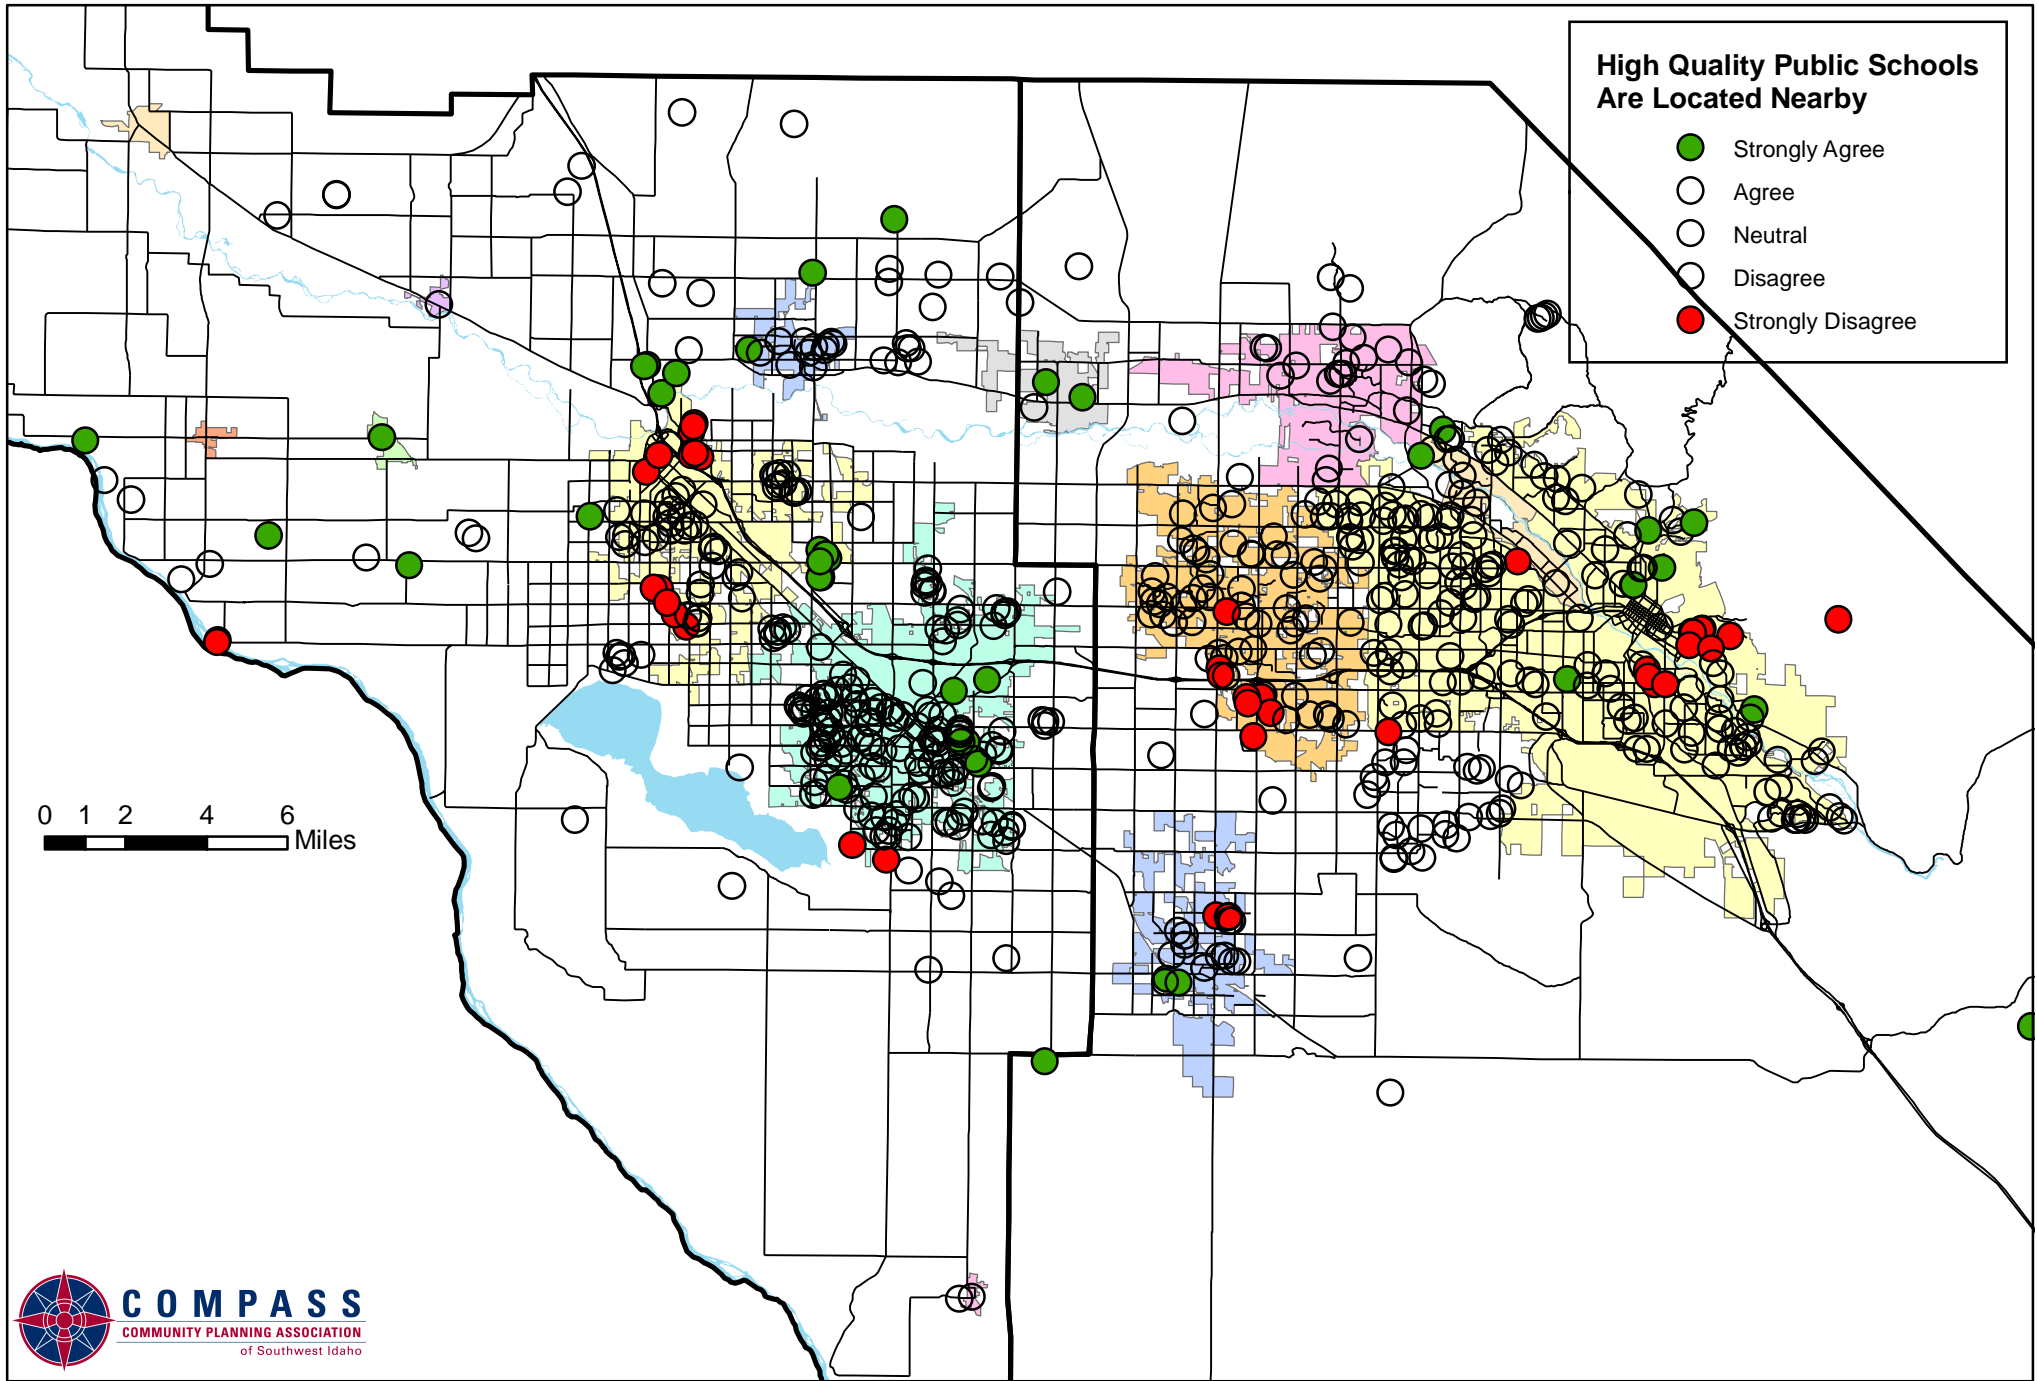 High Quality Public Schools
Are Located Nearby
Strongly Agree
Agree
Neutral
Disagree
Strongly Disagree
0 1 2 4 6
Miles
COMPASS
COMMUNITY PLANNING ASSOCIATION
of Southwest Idaho